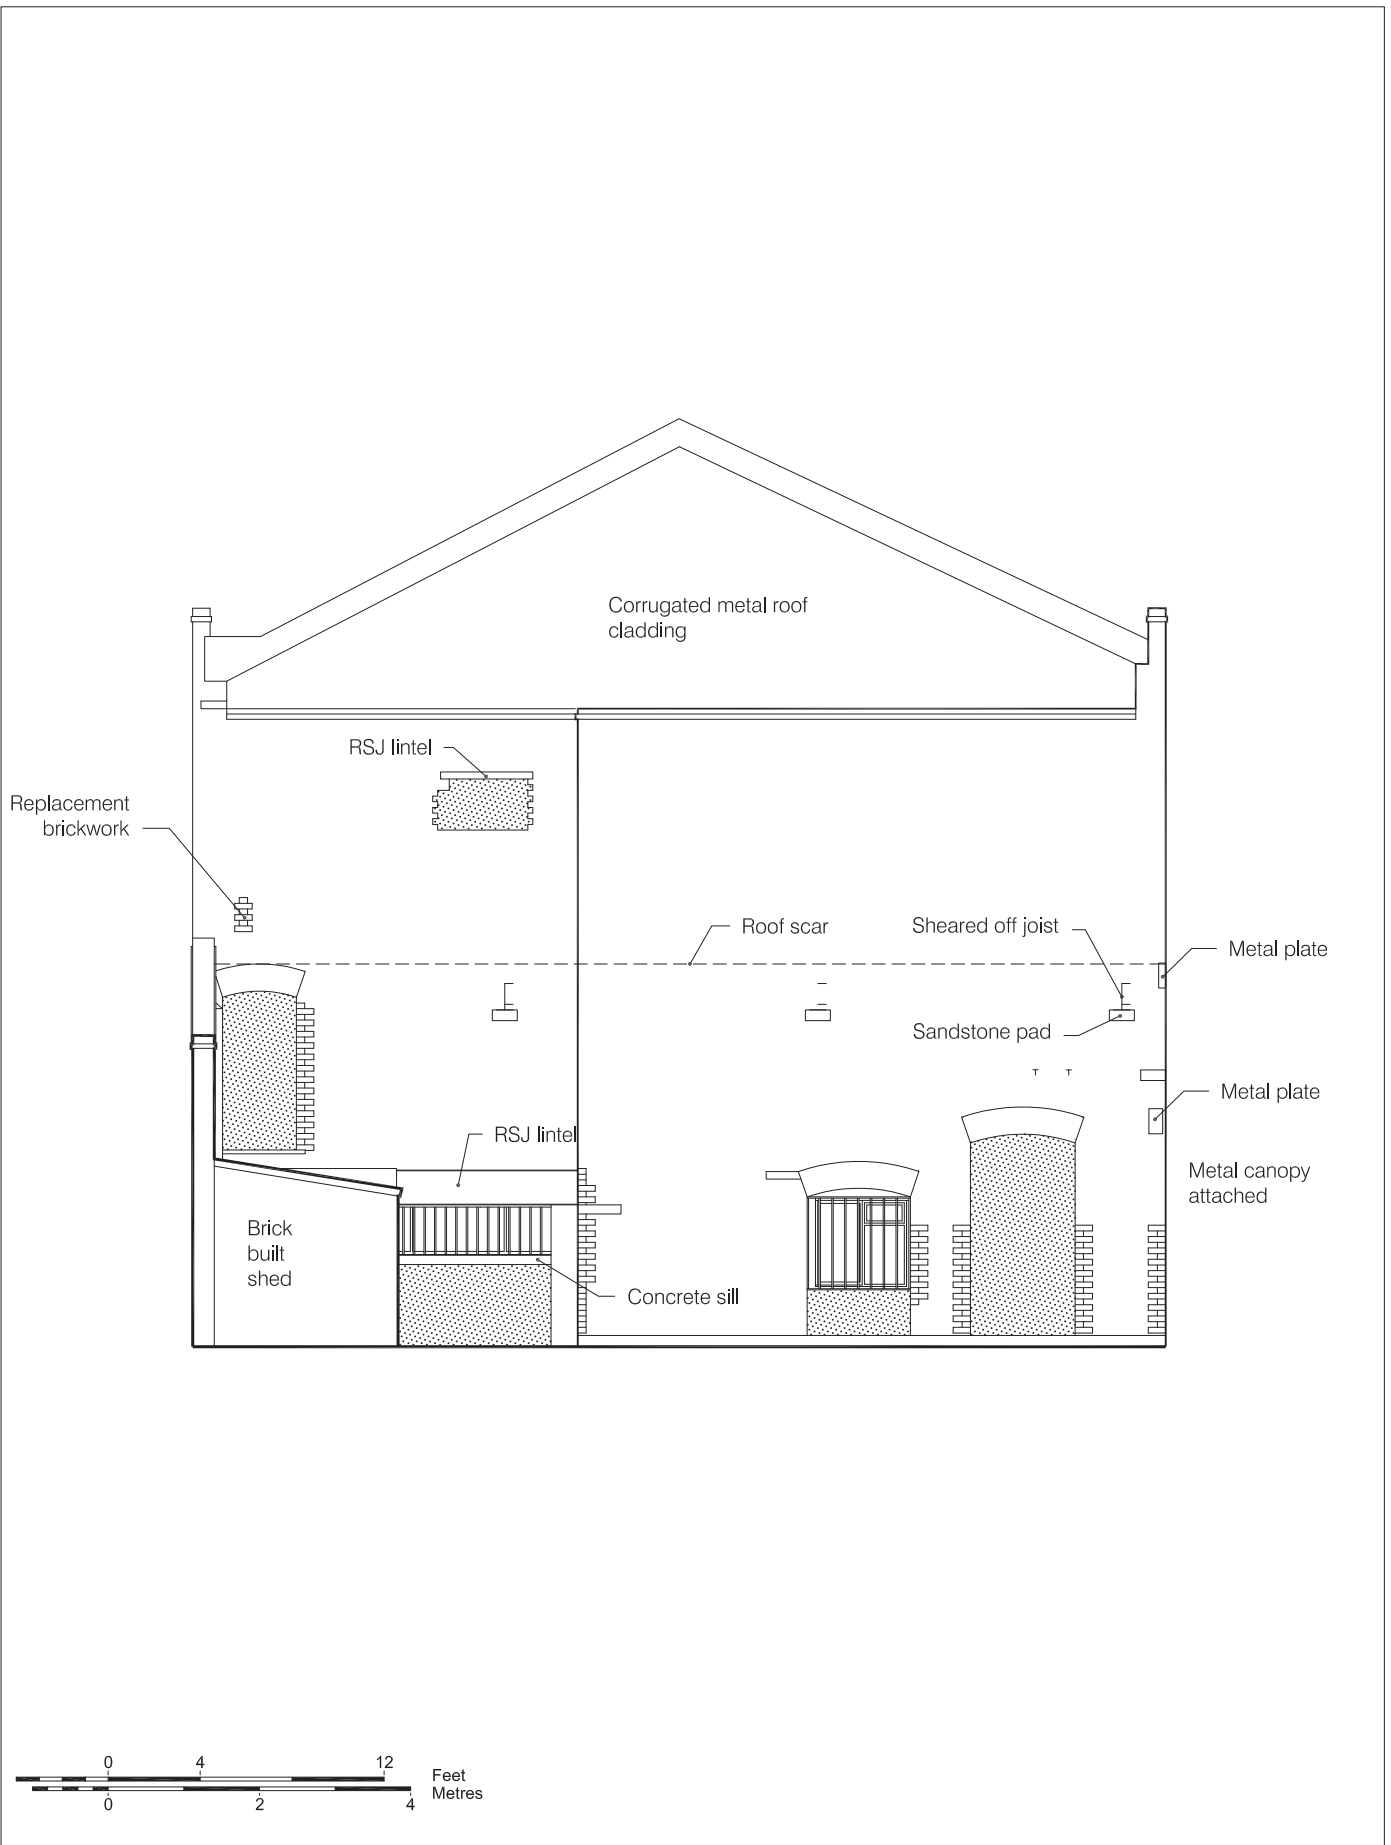 Corrugated metal roof
cladding
RSJ lintel
Replacement
brickwork
Roof scar
Sheared off joist
Metal plate
Sandstone pad
Metal plate
RSJ lintel
Metal canopy
attached
Brick
built
shed
Concrete sill
0 4 12
Feet
Metres
0 2 4